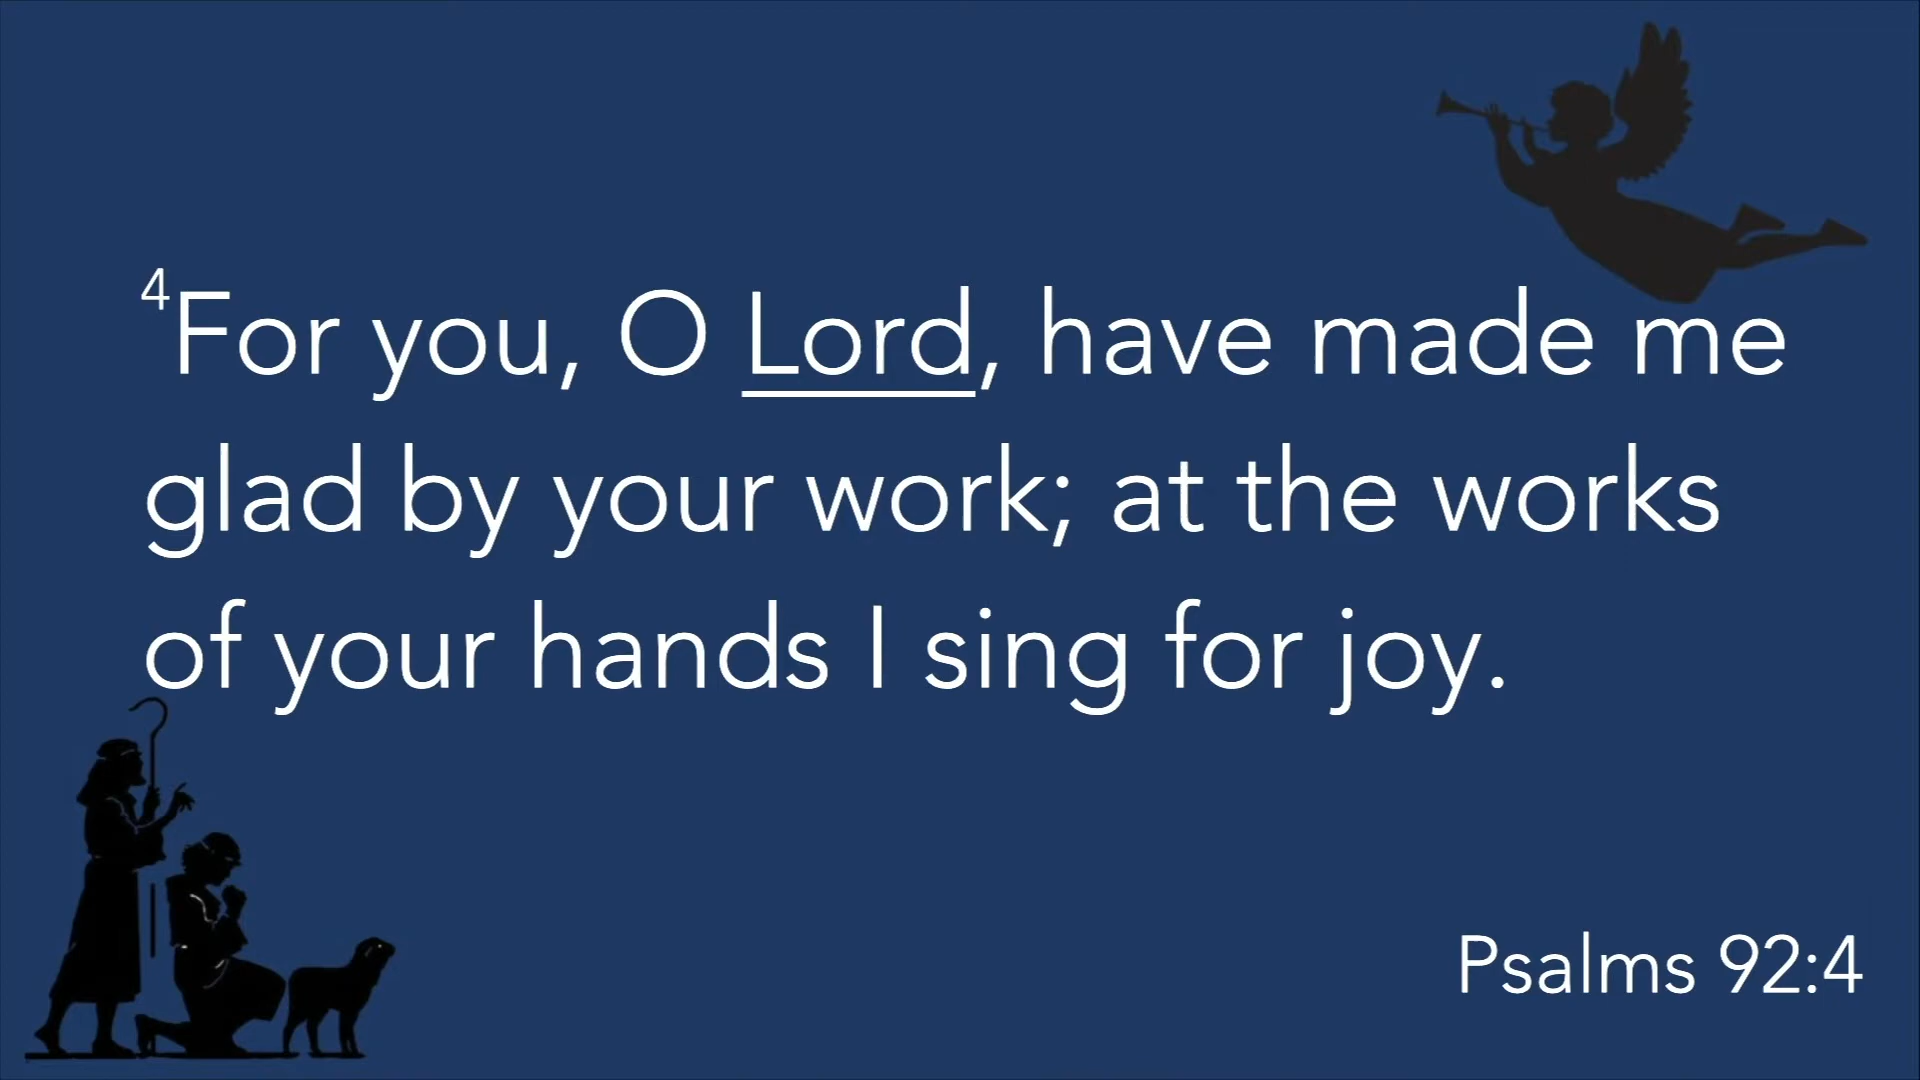 4For you, O Lord, have made me
glad by your work; at the works
of your hands I sing for joy.
Psalms 92:4